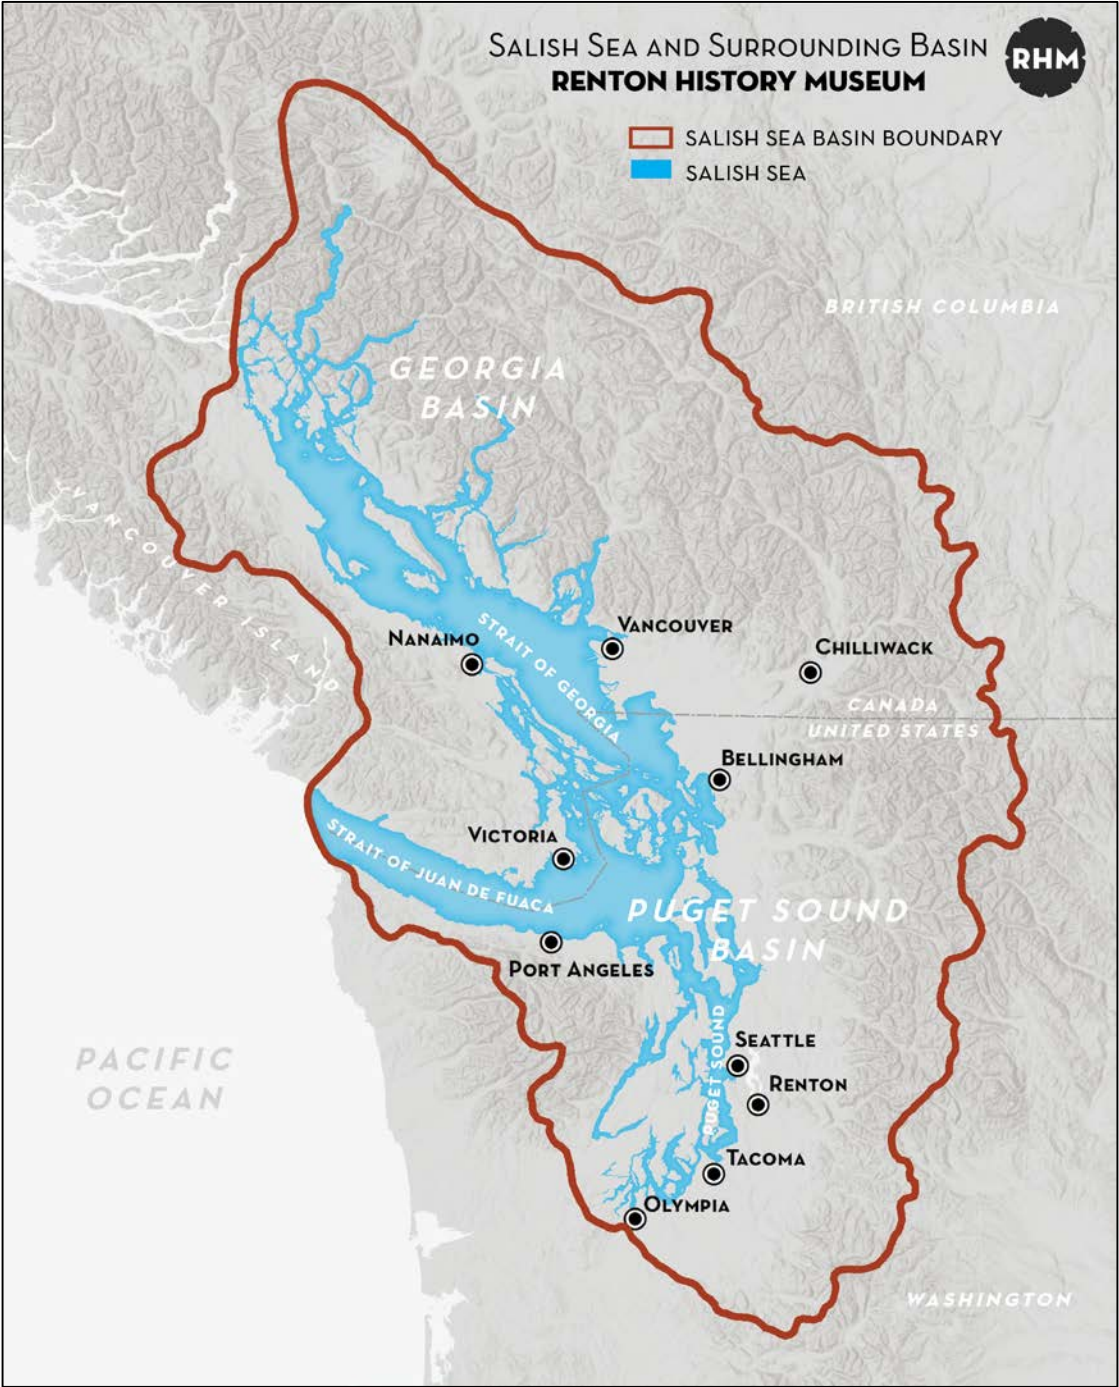 SALISH SEA AND SURROUNDING BASIN
RENTON HISTORY MUSEUM
RHM
SALISH SEA BASIN BOUNDARY
SALISH SEA
BRITISH COLUMBIA
GEORGIA
BASIN
VANCOUVER ISLAND
STRAIT OF GEORGIA
NANAIMO
VANCOUVER
CHILLIWACK
CANADA
UNITED STATES
BELLINGHAM
VICTORIA
STRAIT OF JUAN DE FUACA
PUGET SOUND
BASIN
PORT ANGELES
PUGET SOUND
SEATTLE
RENTON
PACIFIC
OCEAN
TACOMA
OLYMPIA
WASHINGTON